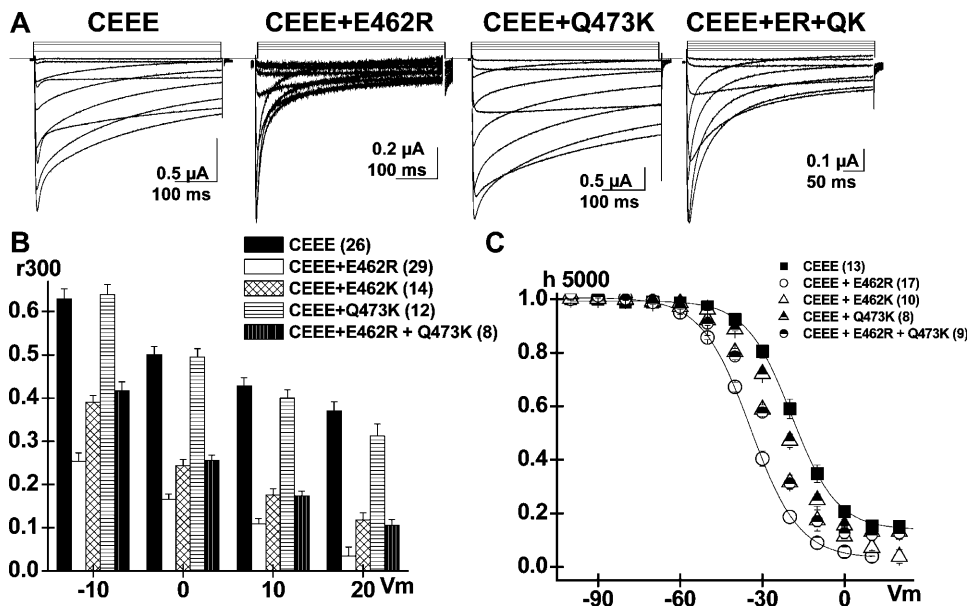 A
CEEE
CEEE+E462R
CEEE+Q473K
CEEE+ER+QK
0.5 µA
100 ms
0.2 µA
100 ms
0.5 µA
100 ms
0.1 µA
50 ms
B
r300
CEEE (26)
CEEE+E462R (29)
CEEE+E462K (14)
CEEE+Q473K (12)
CEEE+E462R + Q473K (8)
0.6
0.5
0.4
0.3
0.2
0.1
0.0
-10
0
10
20
Vm
C
h 5000
CEEE (13)
CEEE + E462R (17)
CEEE + E462K (10)
CEEE + Q473K (8)
CEEE + E462R + Q473K (9)
1.0
0.8
0.6
0.4
0.2
0.0
-90
-60
-30
0
Vm